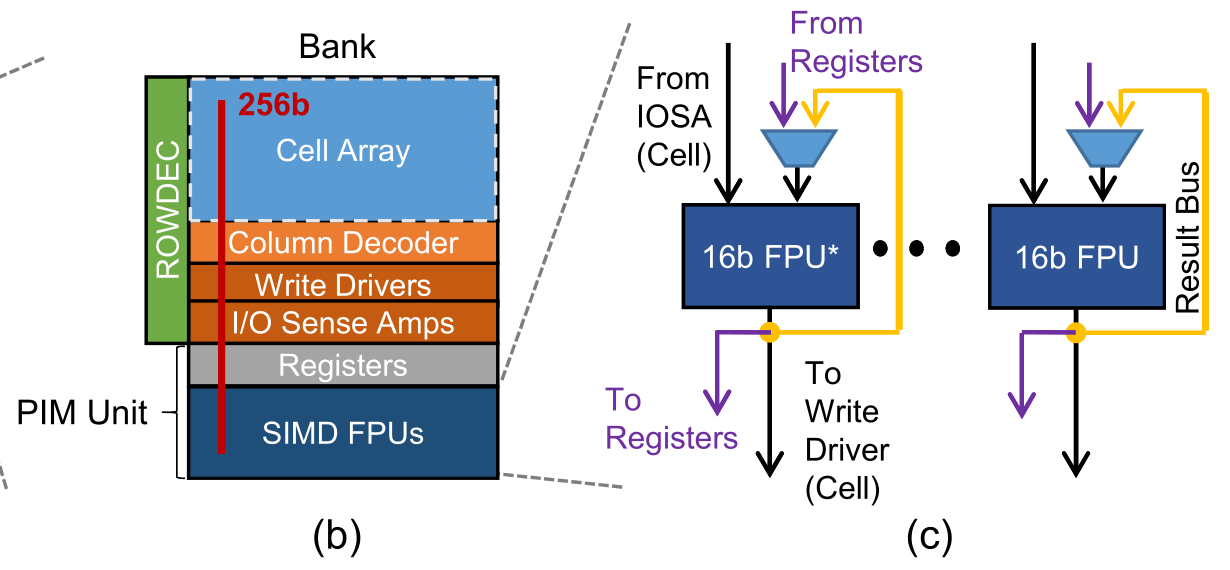 Bank
256b
Cell Array
ROWDEC
Column Decoder
Write Drivers
I/O Sense Amps
Registers
SIMD FPUs
PIM Unit
(b)
From
Registers
From
IOSA
(Cell)
16b FPU*
16b FPU
Result Bus
To
Registers
To
Write
Driver
(Cell)
(c)